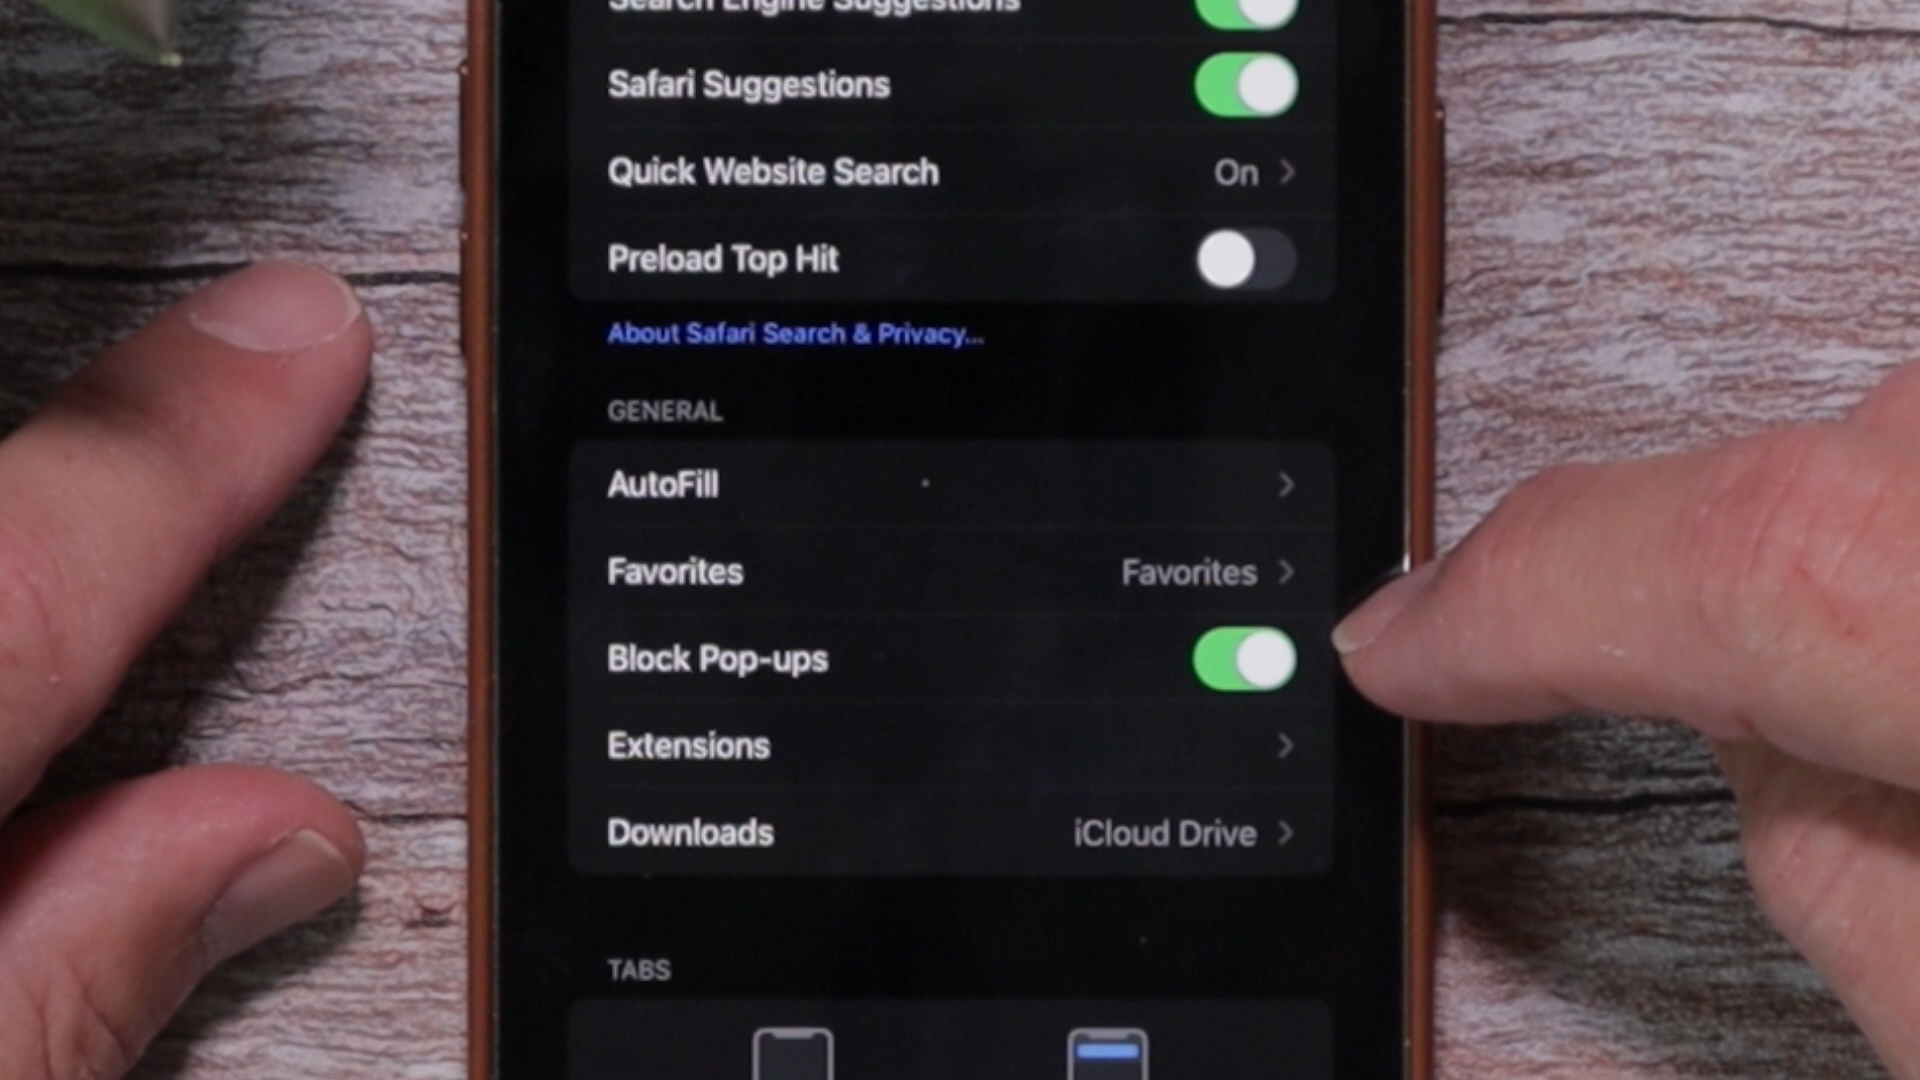 Search Engine Suggestions
Safari Suggestions
Quick Website Search On
Preload Top Hit
About Safari Search & Privacy...
GENERAL
AutoFill
Favorites Favorites
Block Pop-ups
Extensions
Downloads iCloud Drive
TABS